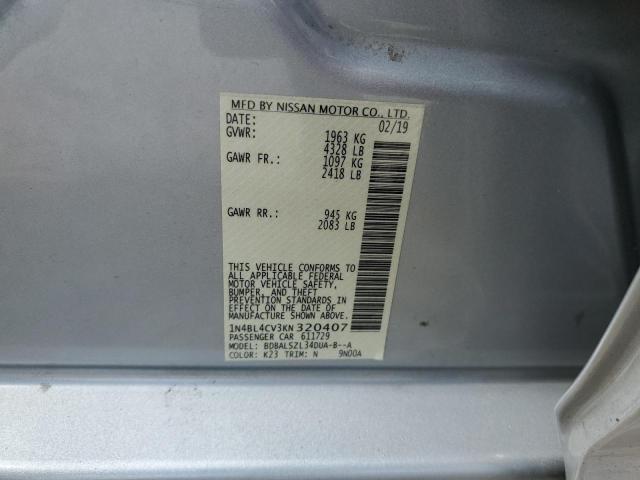 MFD BY NISSAN MOTOR CO., LTD.
DATE: 02/19
GVWR: 1963 KG
4328 LB
GAWR FR.: 1097 KG
2418 LB
GAWR RR.: 945 KG
2083 LB
THIS VEHICLE CONFORMS TO
ALL APPLICABLE FEDERAL
MOTOR VEHICLE SAFETY,
BUMPER, AND THEFT
PREVENTION STANDARDS IN
EFFECT ON THE DATE OF
MANUFACTURE SHOWN ABOVE.
1N4BL4CV3KN320407
PASSENGER CAR 611729
MODEL: BDBALSZL34DUA-B--A
COLOR: K23 TRIM: N 9N00A